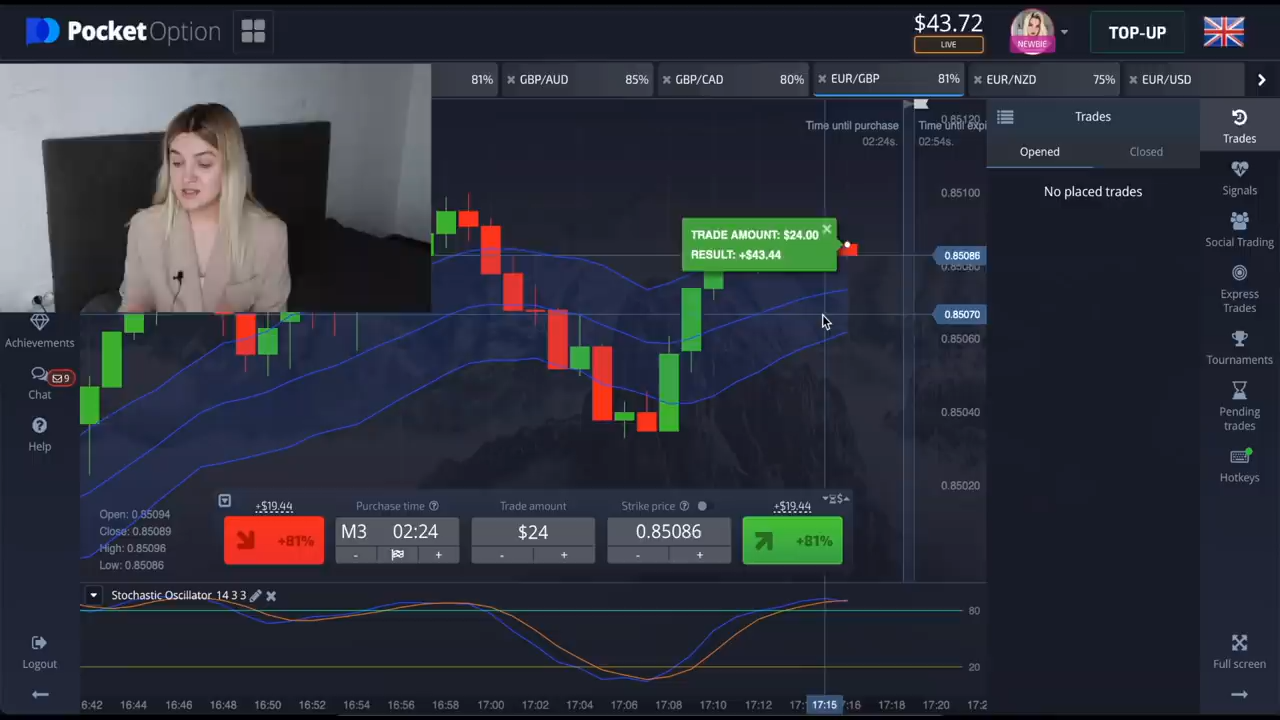 PocketOption
$43.72
LIVE
NEWBIE
TOP-UP
81%
GBP/AUD 85%
GBP/CAD 80%
EUR/GBP 81%
EUR/NZD 75%
EUR/USD
Time until purchase
02:24s.
Time until expi
02:54s.
0.85120
0.85100
0.85086
0.85080
0.85070
0.85060
0.85040
0.85020
TRADE AMOUNT: $24.00
RESULT: +$43.44
Trades
Opened
Closed
No placed trades
Trades
Signals
Social Trading
Express
Trades
Tournaments
Pending
trades
Hotkeys
Full screen
Achievements
Chat
9
Help
Logout
Open: 0.85094
Close: 0.85089
High: 0.85096
Low: 0.85086
+$19.44
+81%
Purchase time
M3 02:24
- +
Trade amount
$24
- +
Strike price
0.85086
- +
+$19.44
+81%
Stochastic Oscillator 14 3 3
80
20
16:42 16:44 16:46 16:48 16:50 16:52 16:54 16:56 16:58 17:00 17:02 17:04 17:06 17:08 17:10 17:12 17:15 17:18 17:20